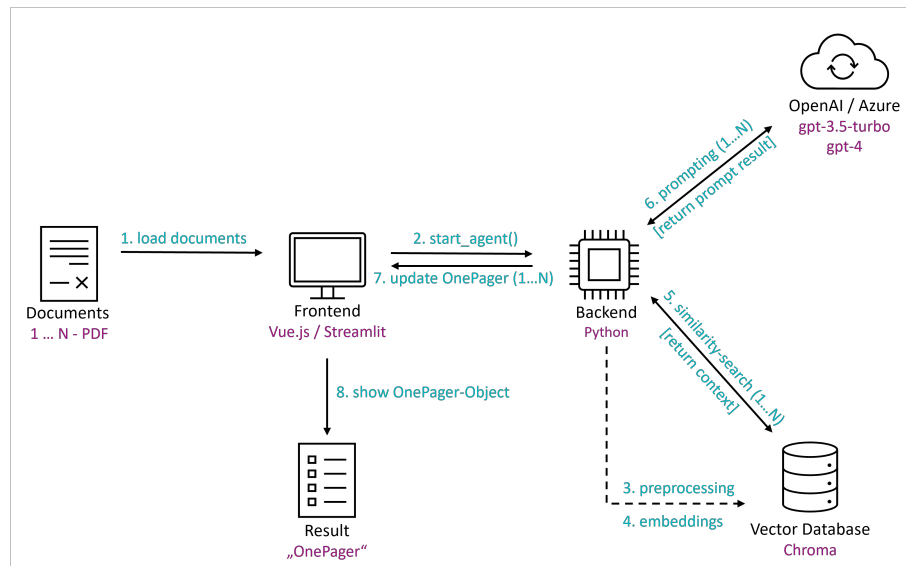 OpenAI / Azure
gpt-3.5-turbo
gpt-4
6. prompting (1...N)
[return prompt result]
1. load documents
2. start_agent()
7. update OnePager (1...N)
Documents
1 ... N - PDF
Frontend
Vue.js / Streamlit
Backend
Python
5. similarity-search (1...N)
[return context]
8. show OnePager-Object
3. preprocessing
4. embeddings
Result
„OnePager“
Vector Database
Chroma